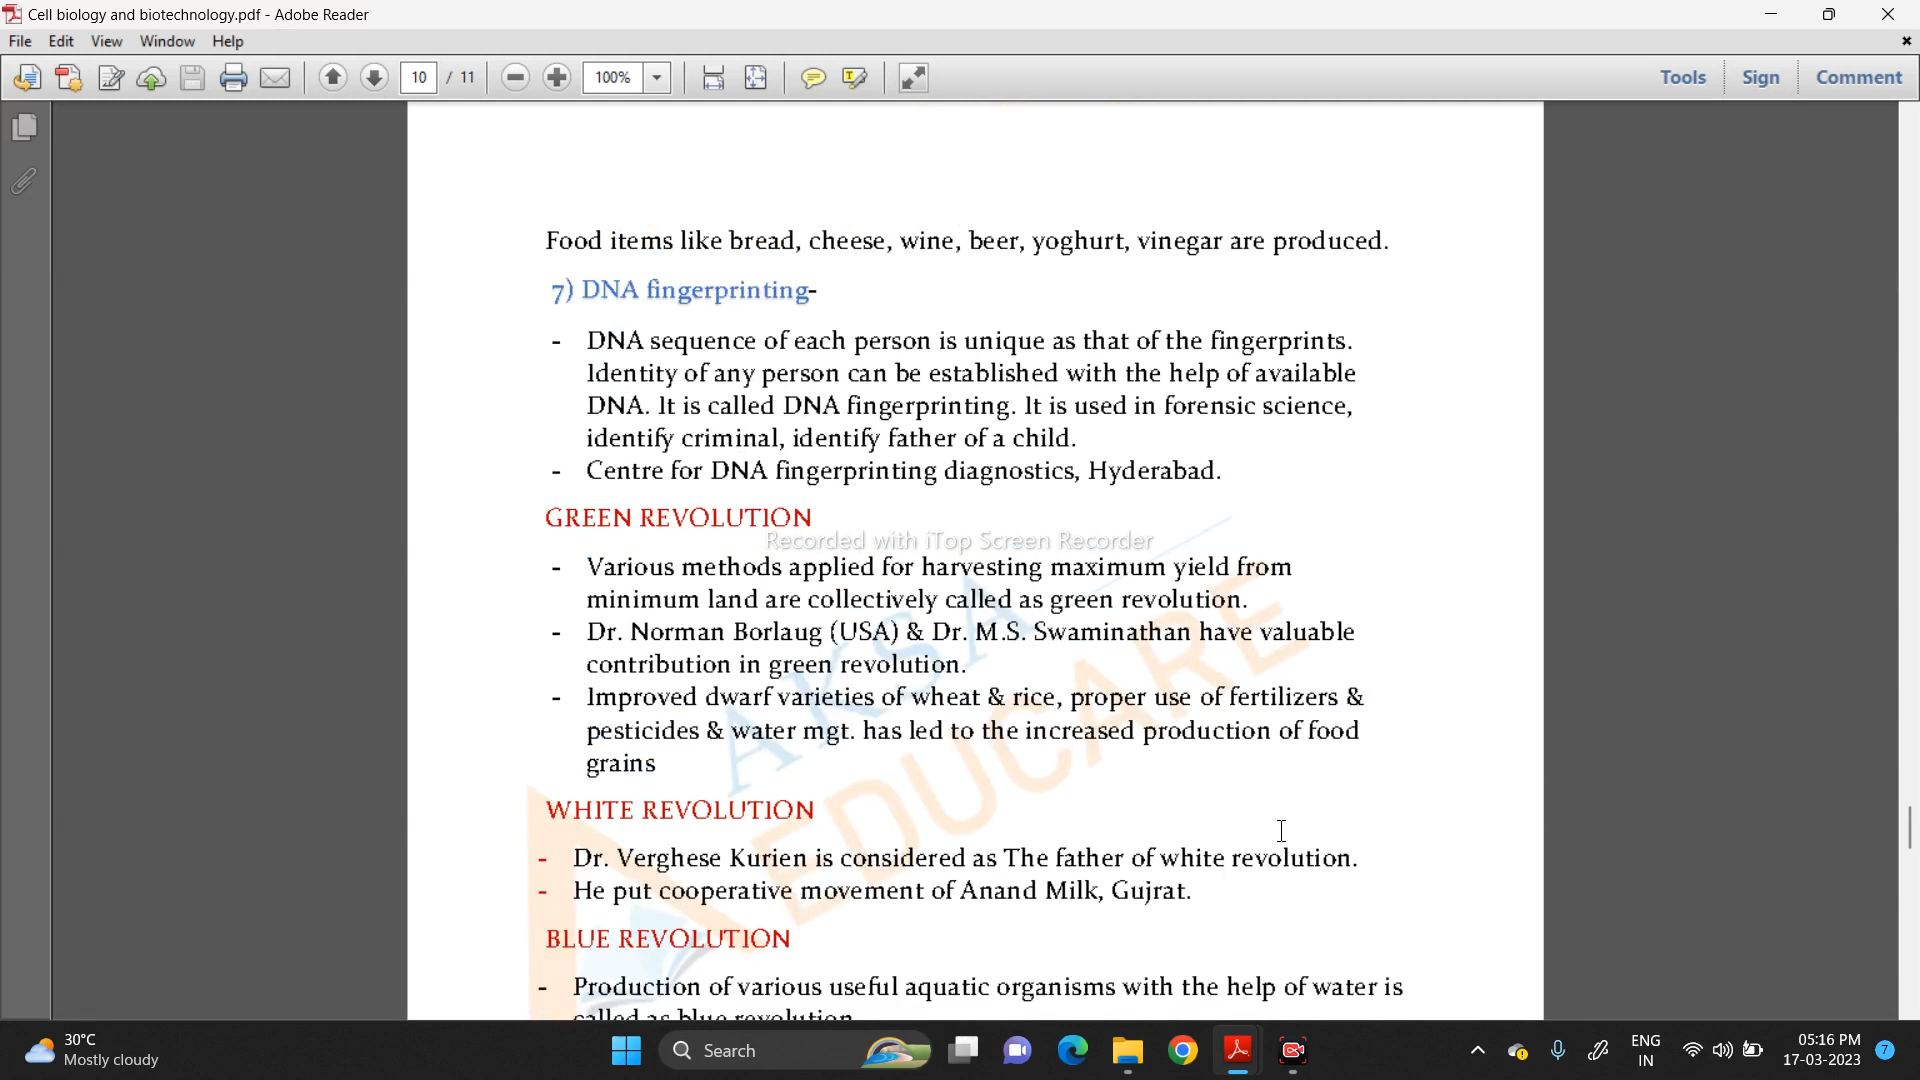 Cell biology and biotechnology.pdf - Adobe Reader
File Edit View Window Help
10 / 11 100% Tools Sign Comment
Food items like bread, cheese, wine, beer, yoghurt, vinegar are produced.
7) DNA fingerprinting-
- DNA sequence of each person is unique as that of the fingerprints.
Identity of any person can be established with the help of available
DNA. It is called DNA fingerprinting. It is used in forensic science,
identify criminal, identify father of a child.
- Centre for DNA fingerprinting diagnostics, Hyderabad.
GREEN REVOLUTION
Recorded with iTop Screen Recorder
- Various methods applied for harvesting maximum yield from
minimum land are collectively called as green revolution.
- Dr. Norman Borlaug (USA) & Dr. M.S. Swaminathan have valuable
contribution in green revolution.
- Improved dwarf varieties of wheat & rice, proper use of fertilizers &
pesticides & water mgt. has led to the increased production of food
grains
AKSA
EDUCARE
WHITE REVOLUTION
- Dr. Verghese Kurien is considered as The father of white revolution.
- He put cooperative movement of Anand Milk, Gujrat.
BLUE REVOLUTION
- Production of various useful aquatic organisms with the help of water is
called as blue revolution
30°C
Mostly cloudy
Search
ENG
IN
05:16 PM
17-03-2023
7